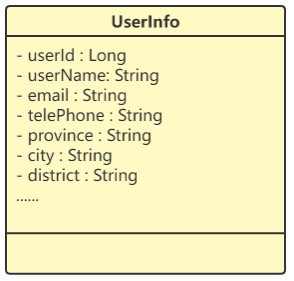 UserInfo
- userId : Long
- userName: String
- email : String
- telePhone : String
- province : String
- city : String
- district : String
......